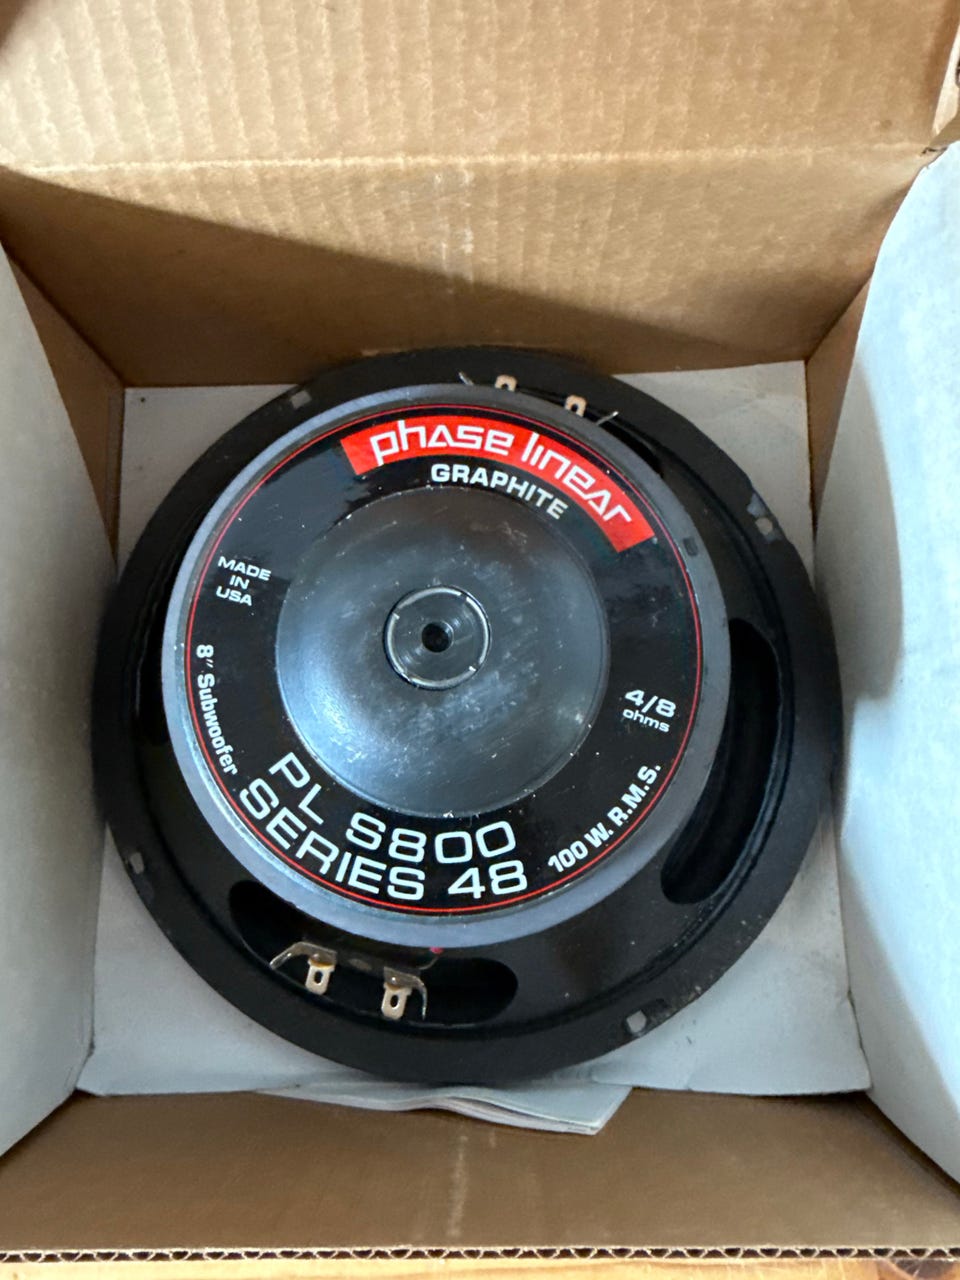 phase linear
GRAPHITE
MADE
IN
USA
8" Subwoofer
4/8
ohms
PL S800
SERIES 48
100 W. R.M.S.